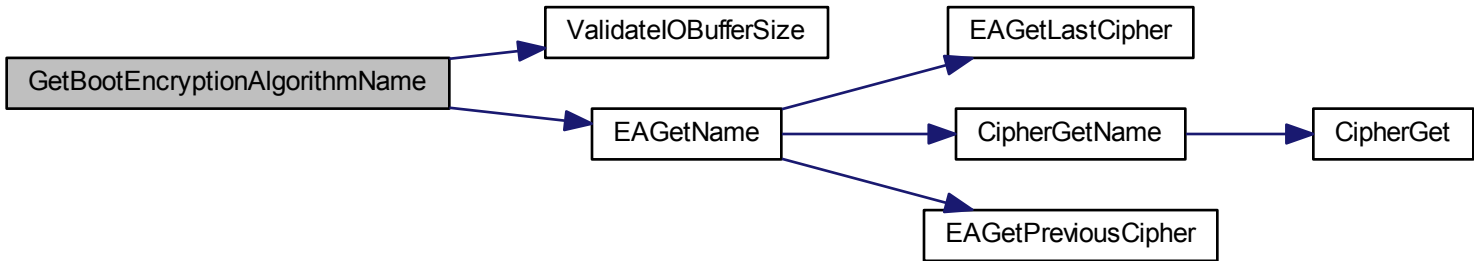 GetBootEncryptionAlgorithmName
ValidateIOBufferSize
EAGetName
EAGetLastCipher
CipherGetName
EAGetPreviousCipher
CipherGet